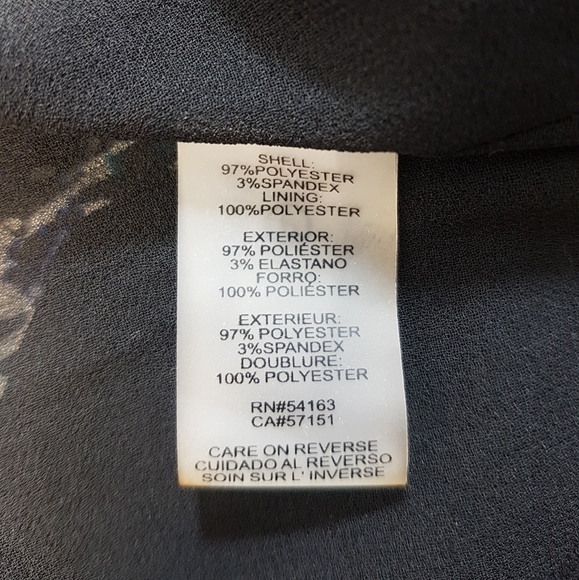 SHELL:
97%POLYESTER
3%SPANDEX
LINING:
100%POLYESTER
EXTERIOR:
97% POLIÉSTER
3% ELASTANO
FORRO:
100% POLIÉSTER
EXTERIEUR:
97% POLYESTER
3%SPANDEX
DOUBLURE:
100% POLYESTER
RN#54163
CA#57151
CARE ON REVERSE
CUIDADO AL REVERSO
SOIN SUR L' INVERSE